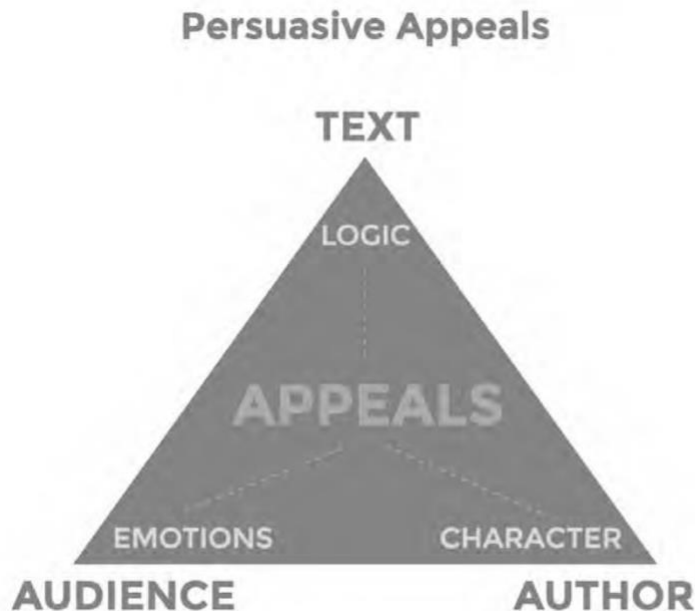 Persuasive Appeals
TEXT
LOGIC
APPEALS
EMOTIONS CHARACTER
AUDIENCE AUTHOR